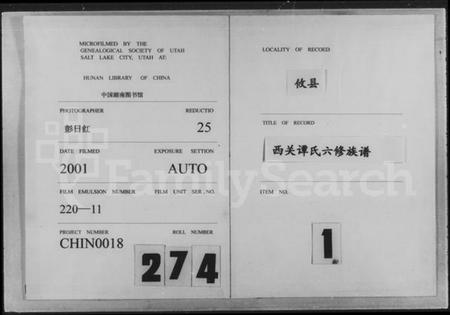 MICROFILMED BY THE
GENEALOGICAL SOCIETY OF UTAH
SALT LAKE CITY, UTAH AT:
HUNAN LIBRARY OF CHINA
中国湖南图书馆
PHOTOGRAPHER REDUCTIO
彭日虹 25
DATE FILMED EXPOSURE SETTION
2001 AUTO
FILM EMULSION NUMBER FILM UNIT SER. NO.
220—11
PROJECT NUMBER ROLL NUMBER
CHIN0018 274
LOCALITY OF RECORD
攸县
TITLE OF RECORD
西关谭氏六修族谱
ITEM NO.
1
FamilySearch